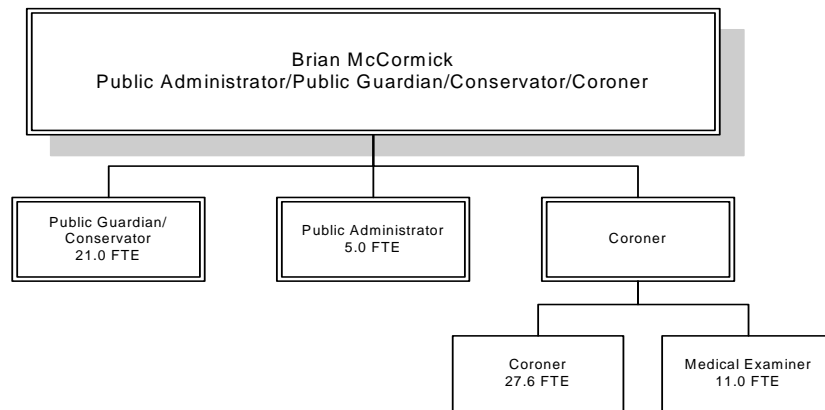 Brian McCormick
Public Administrator/Public Guardian/Conservator/Coroner
Public Guardian/
Conservator
21.0 FTE
Public Administrator
5.0 FTE
Coroner
Coroner
27.6 FTE
Medical Examiner
11.0 FTE